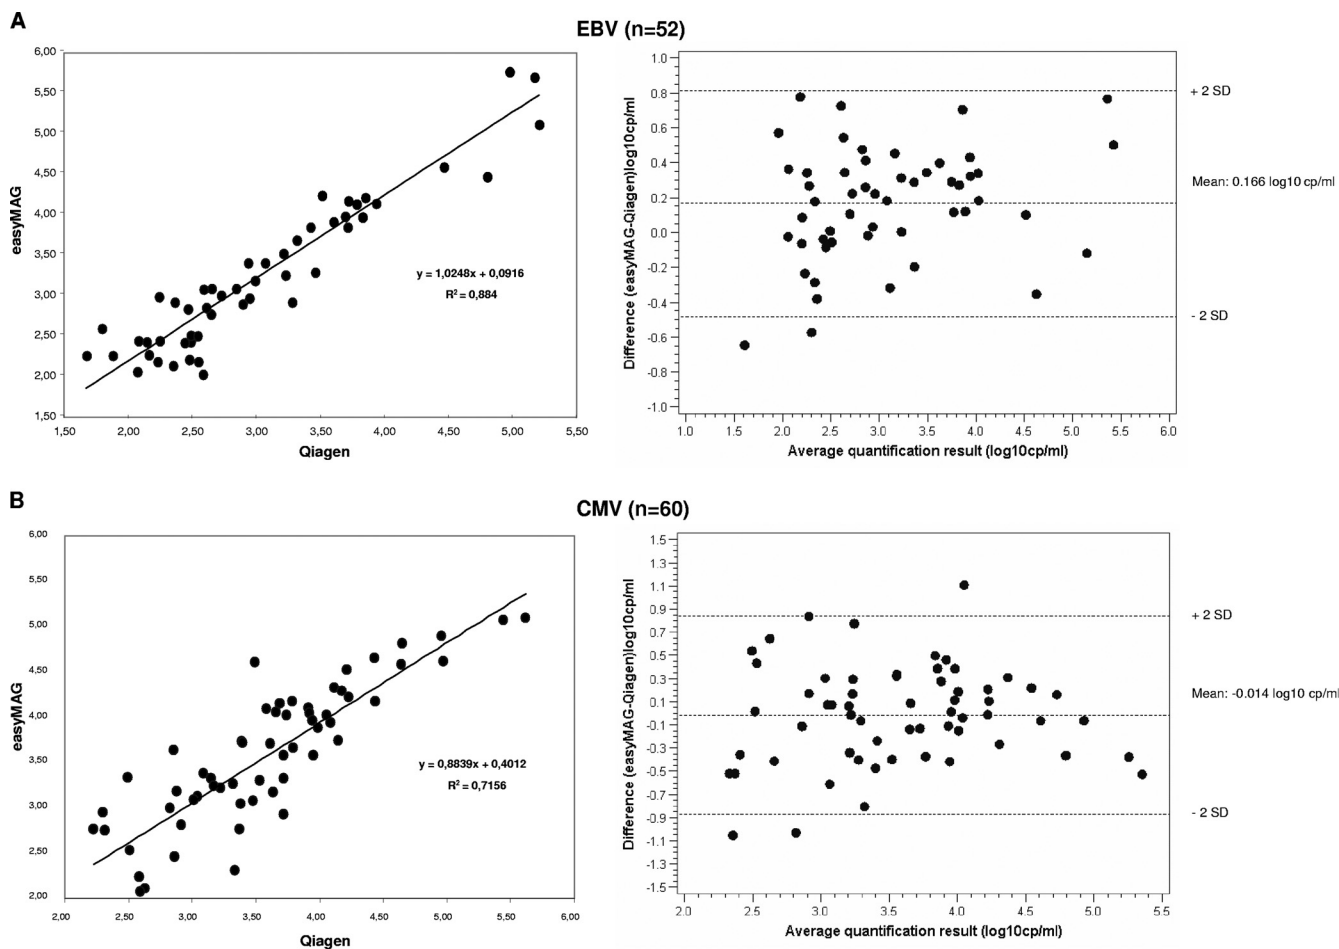 A
EBV (n=52)
6,00
5,50
5,00
4,50
4,00
3,50
3,00
2,50
2,00
1,50
easyMAG
y = 1,0248x + 0,0916
R² = 0,884
1,50 2,00 2,50 3,00 3,50 4,00 4,50 5,00 5,50
Qiagen
1.0
0.8
0.6
0.4
0.2
0.0
-0.2
-0.4
-0.6
-0.8
-1.0
Difference (easyMAG-Qiagen)log10cp/ml
+ 2 SD
Mean: 0.166 log10 cp/ml
- 2 SD
1.0 1.5 2.0 2.5 3.0 3.5 4.0 4.5 5.0 5.5 6.0
Average quantification result (log10cp/ml)
B
CMV (n=60)
6,00
5,50
5,00
4,50
4,00
3,50
3,00
2,50
2,00
easyMAG
y = 0,8839x + 0,4012
R² = 0,7156
2,00 2,50 3,00 3,50 4,00 4,50 5,00 5,50 6,00
Qiagen
1.5
1.3
1.1
0.9
0.7
0.5
0.3
0.1
-0.1
-0.3
-0.5
-0.7
-0.9
-1.1
-1.3
-1.5
Difference (easyMAG-Qiagen)log10cp/ml
+ 2 SD
Mean: -0.014 log10 cp/ml
- 2 SD
2.0 2.5 3.0 3.5 4.0 4.5 5.0 5.5
Average quantification result (log10cp/ml)